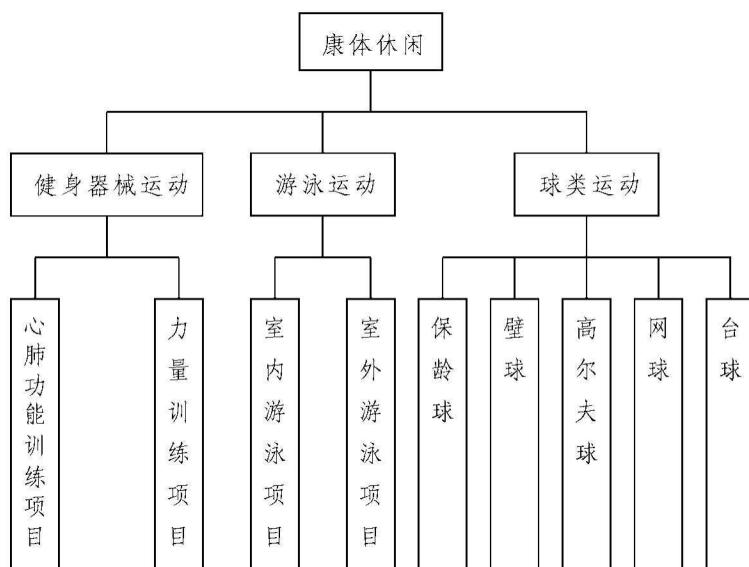 康体休闲
健身器械运动
游泳运动
球类运动
心肺功能训练项目
力量训练项目
室内游泳项目
室外游泳项目
保龄球
壁球
高尔夫球
网球
台球